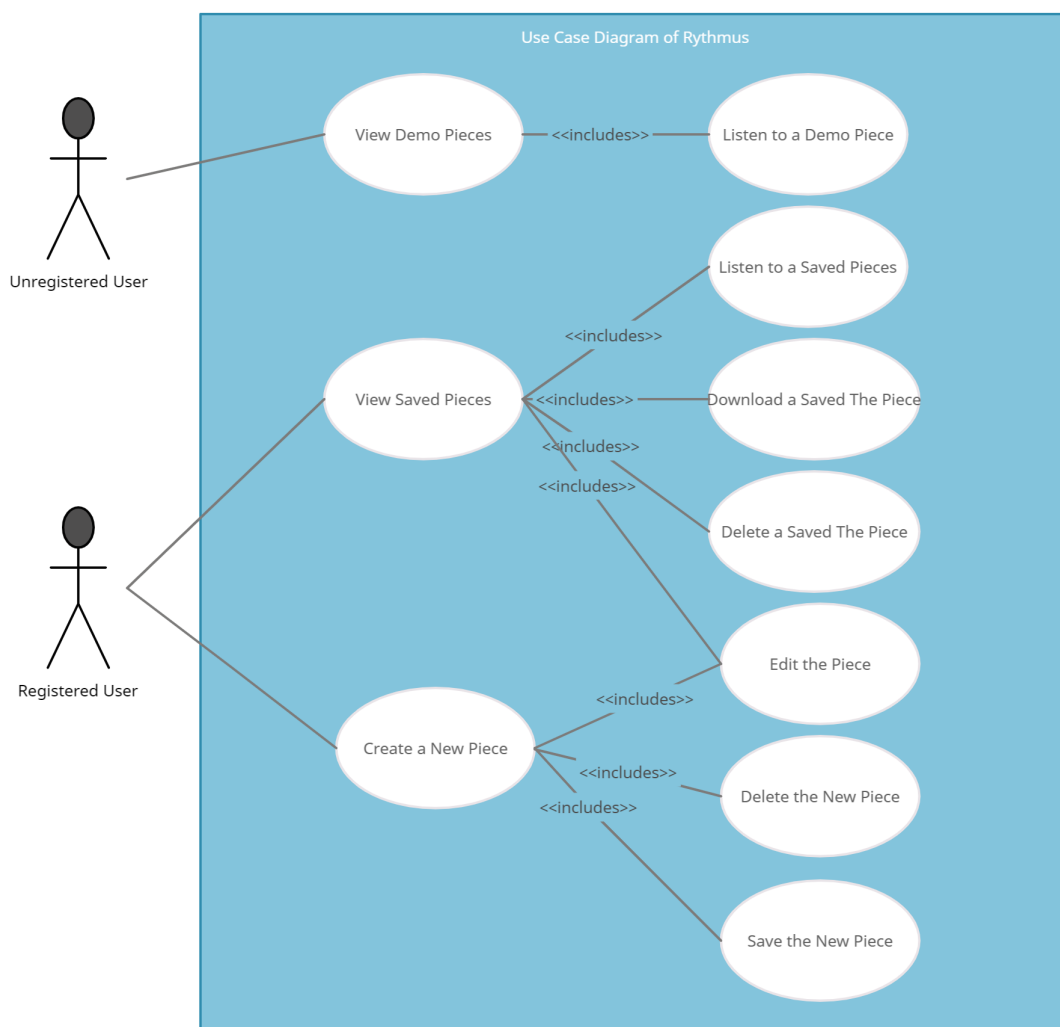 Use Case Diagram of Rythmus
View Demo Pieces
<<includes>>
Listen to a Demo Piece
Unregistered User
Listen to a Saved Pieces
<<includes>>
View Saved Pieces
<<includes>>
Download a Saved The Piece
<<includes>>
<<includes>>
Delete a Saved The Piece
Edit the Piece
Registered User
<<includes>>
Create a New Piece
<<includes>>
Delete the New Piece
<<includes>>
Save the New Piece